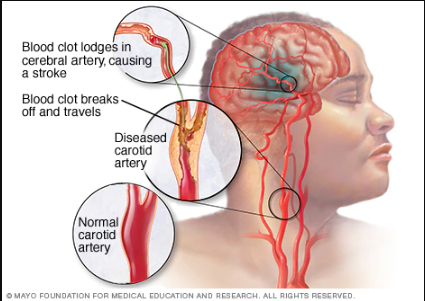 Blood clot lodges in
cerebral artery, causing
a stroke
Blood clot breaks
off and travels
Diseased
carotid
artery
Normal
carotid
artery
© MAYO FOUNDATION FOR MEDICAL EDUCATION AND RESEARCH. ALL RIGHTS RESERVED.